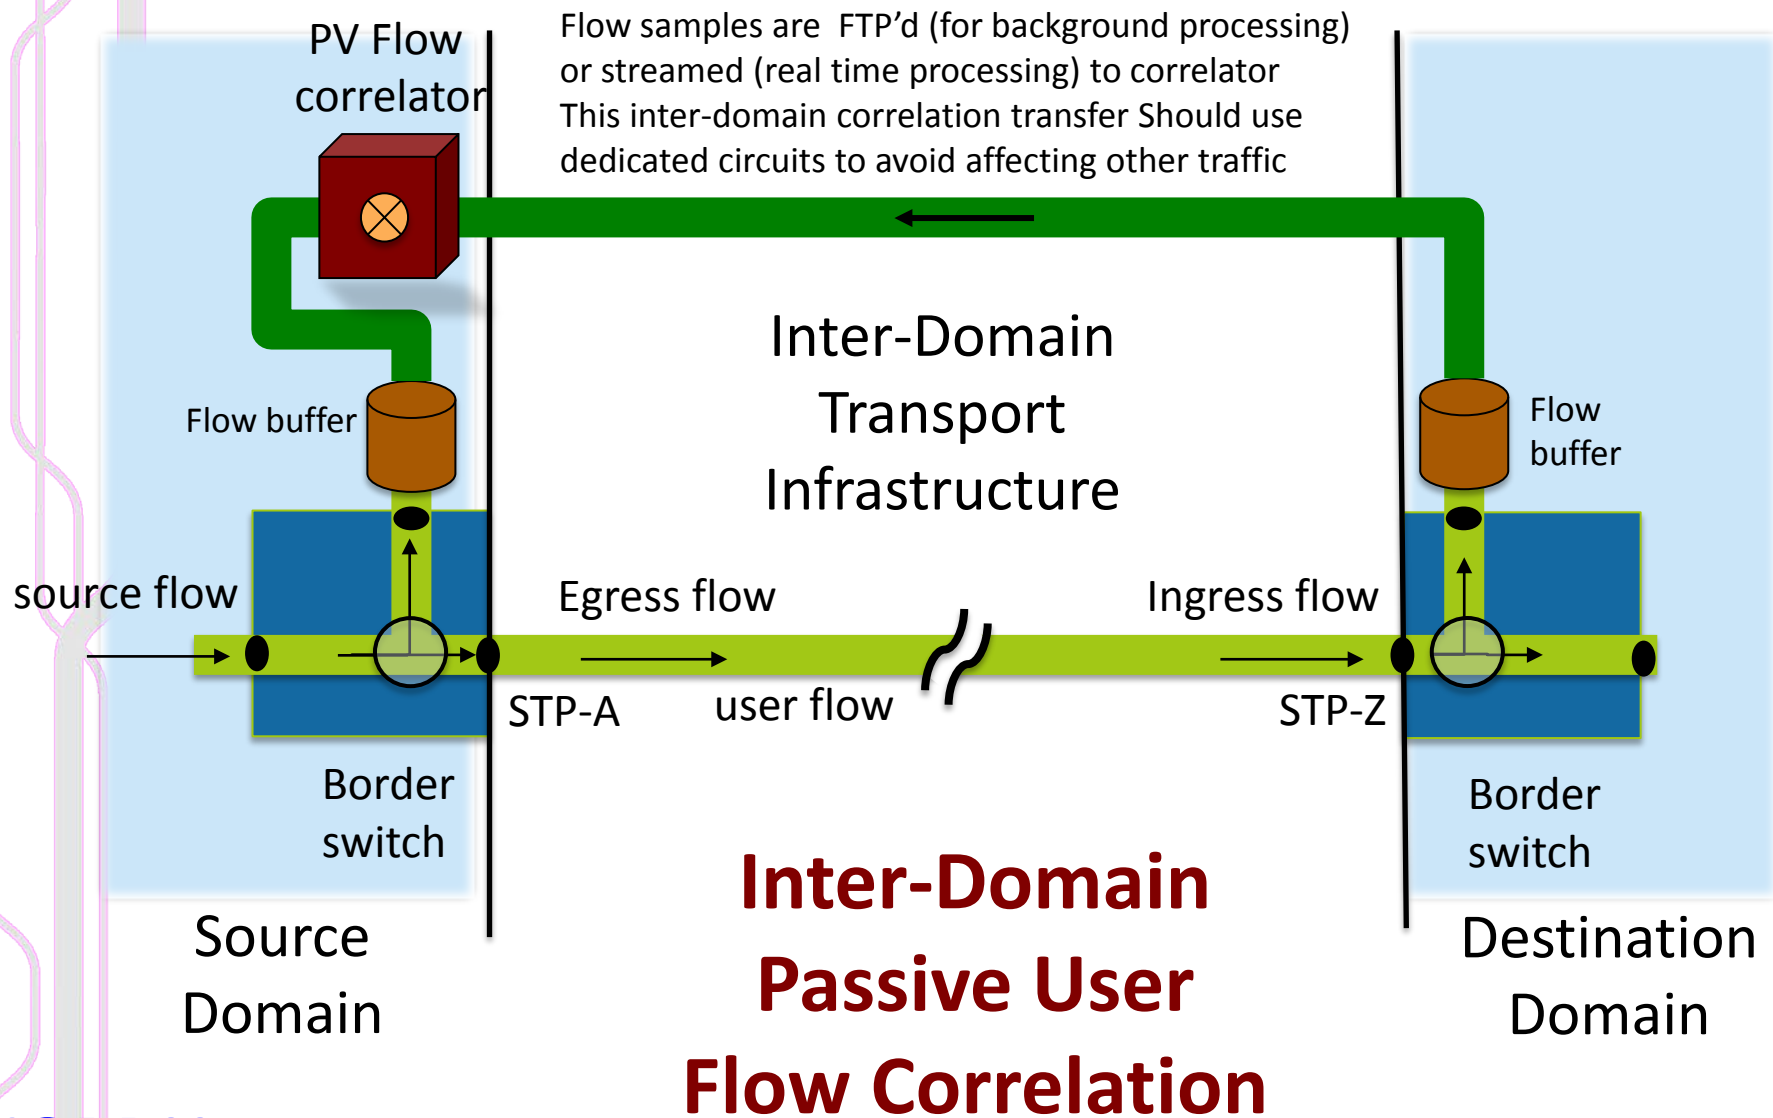 PV Flow
correlator
Flow samples are FTP’d (for background processing)
or streamed (real time processing) to correlator
This inter-domain correlation transfer Should use
dedicated circuits to avoid affecting other traffic
Inter-Domain
Transport
Infrastructure
Flow buffer
Flow
buffer
source flow
Egress flow
Ingress flow
STP-A
user flow
STP-Z
Border
switch
Border
switch
Source
Domain
Inter-Domain
Passive User
Flow Correlation
Destination
Domain